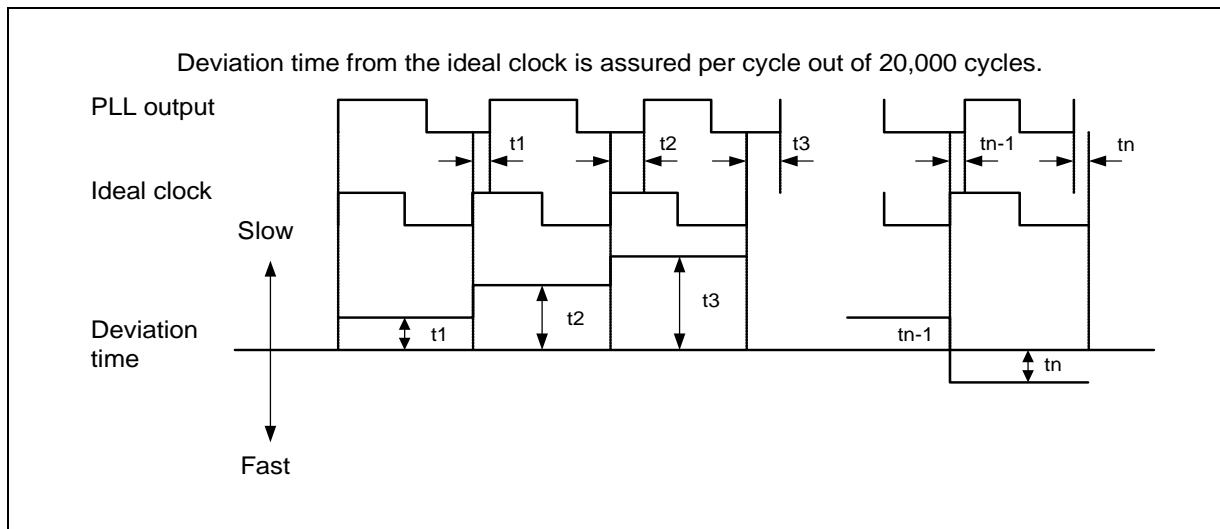 Deviation time from the ideal clock is assured per cycle out of 20,000 cycles.
PLL output
t1
t2
t3
tn-1
tn
Ideal clock
Slow
Deviation
time
t1
t2
t3
tn-1
tn
Fast